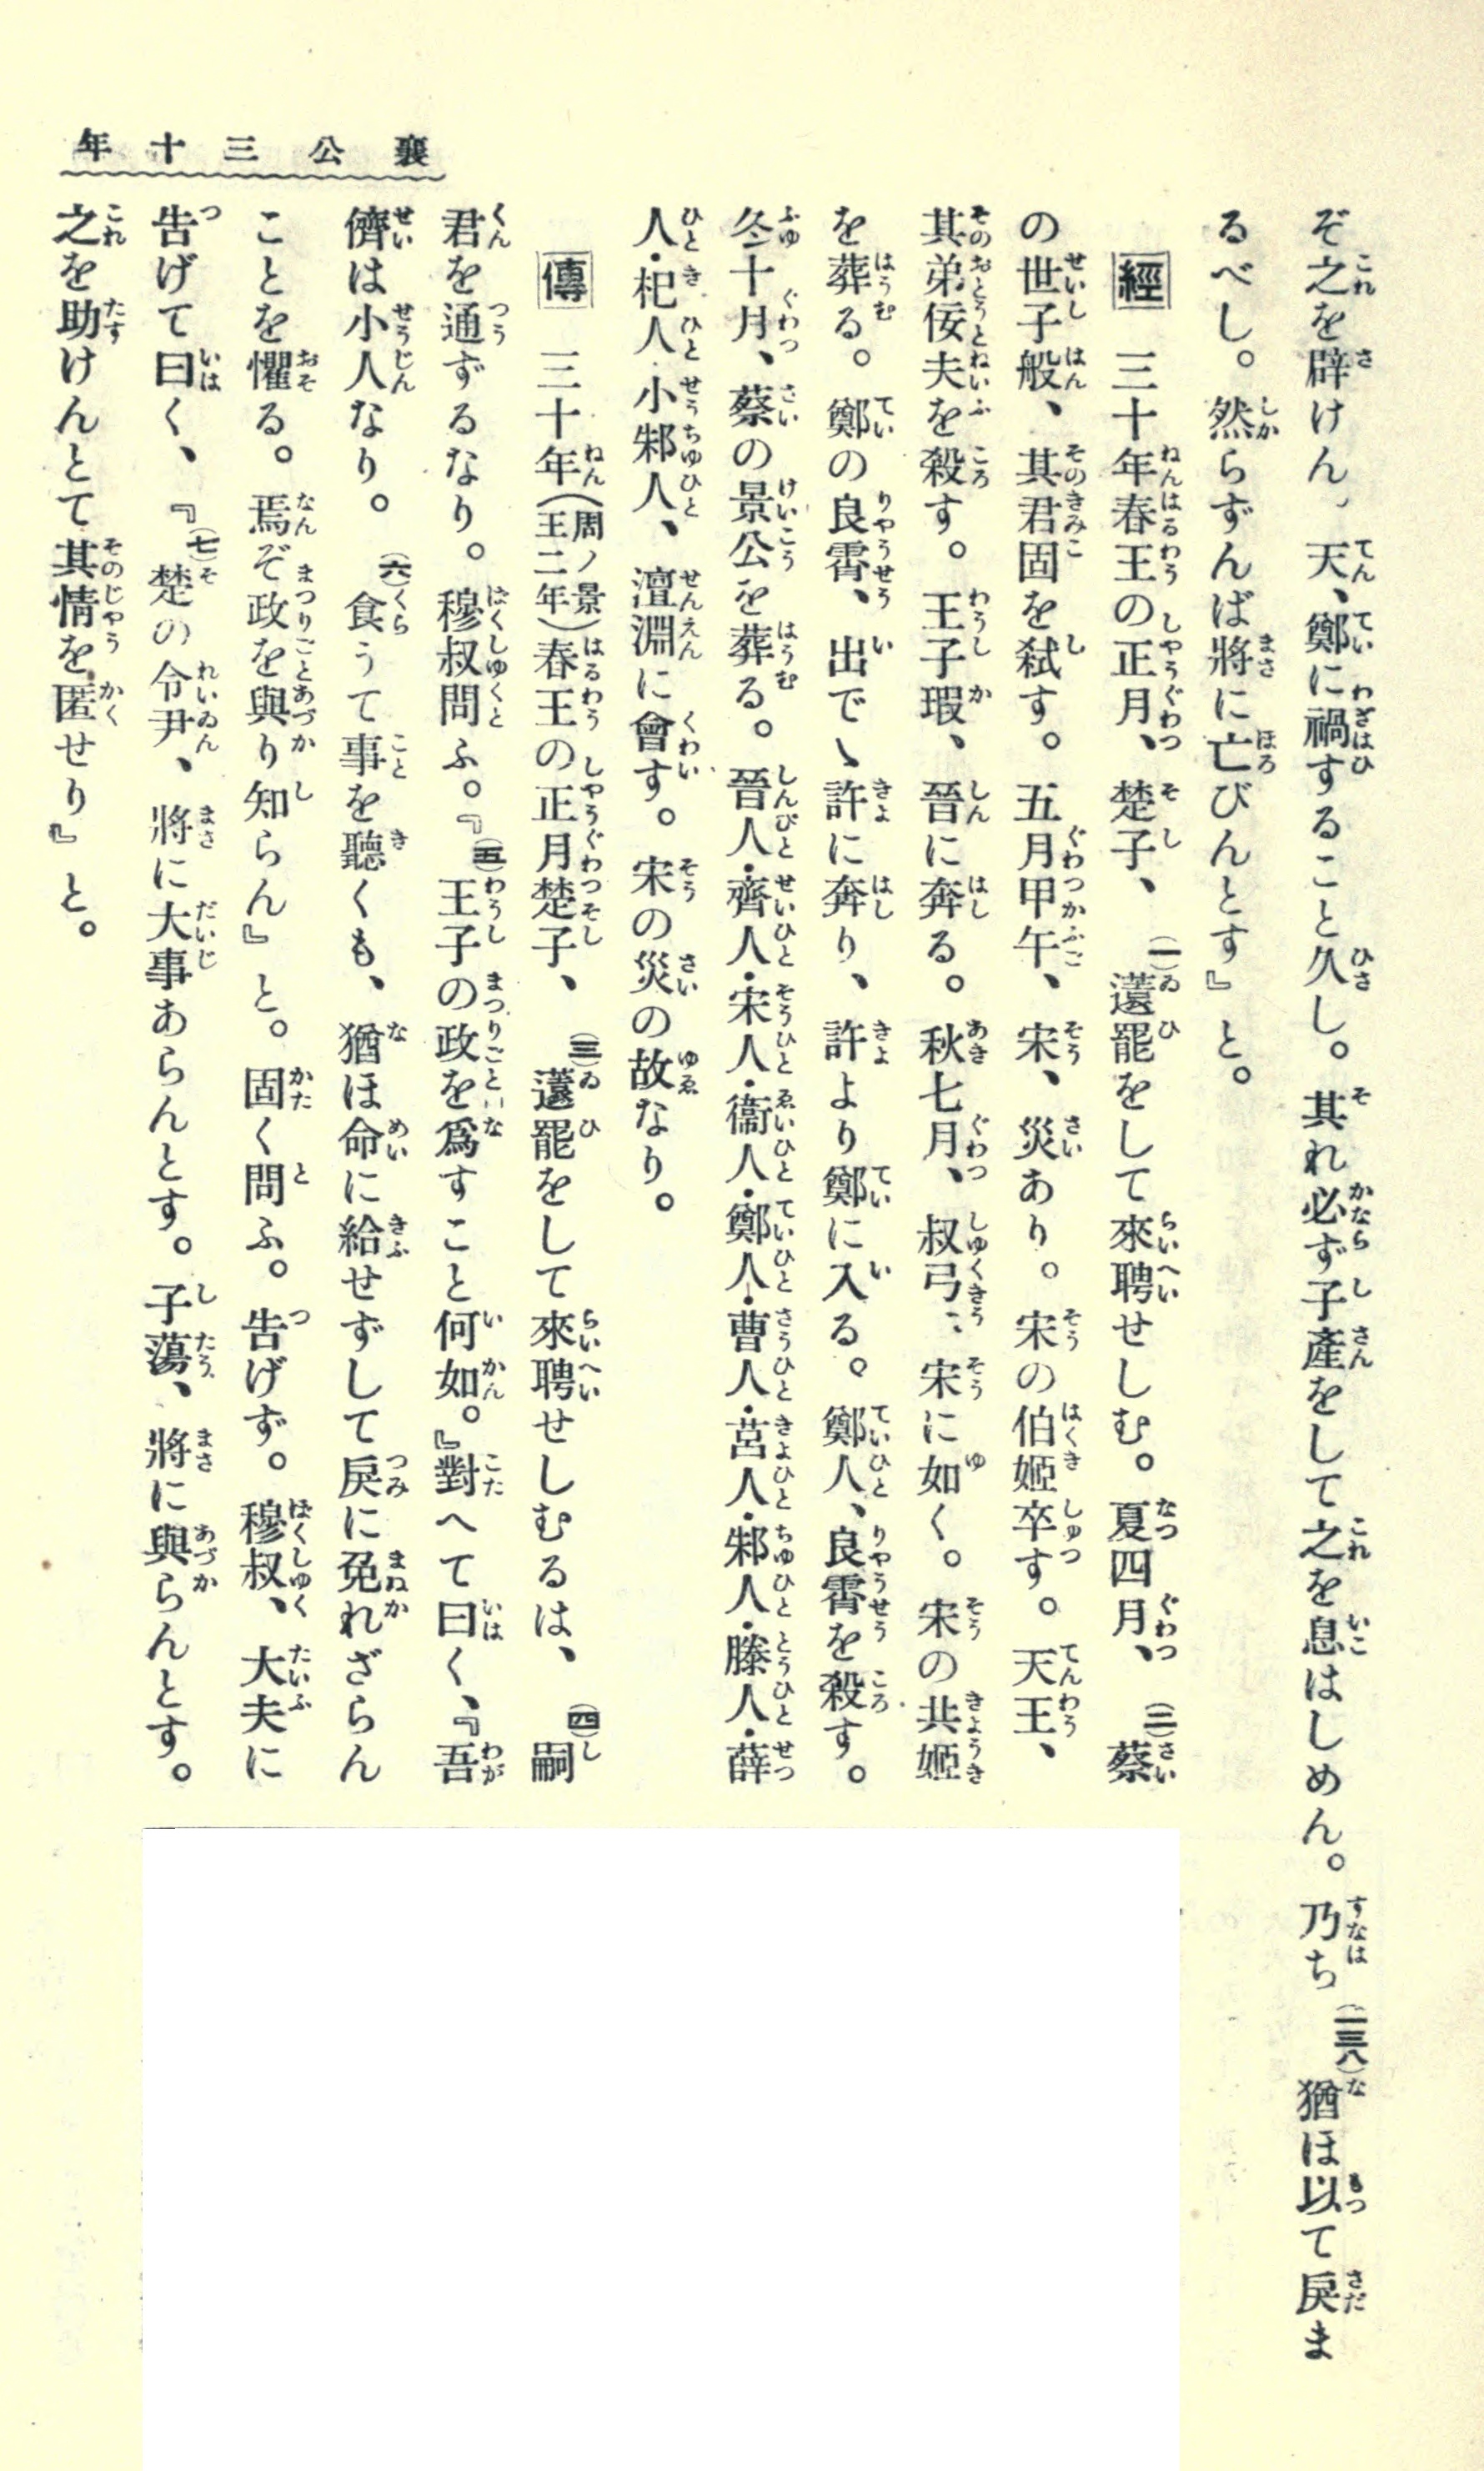 襄公三十年
ぞ之を辟けん、天、鄭に禍すること久し。其れ必ず子產をして之を息はしめん。乃ち(二三八)猶ほ以て戾ま
るべし。然らずんば將に亡びんとす』と。
經 三十年春王の正月、楚子、(一)薳罷をして來聘せしむ。夏四月、(二)蔡
の世子般、其君固を弑す。五月甲午、宋、災あり。宋の伯姬卒す。天王、
其弟佞夫を殺す。王子瑕、晉に奔る。秋七月、叔弓、宋に如く。宋の共姬
を葬る。鄭の良霄、出でゝ許に奔り、許より鄭に入る。鄭人、良霄を殺す。
冬十月、蔡の景公を葬る。晉人・齊人・宋人・衞人・鄭人・曹人・莒人・邾人・滕人・薛
人・杞人・小邾人、澶淵に會す。宋の災の故なり。
傳 三十年(周ノ景王二年)春王の正月楚子、(三)薳罷をして來聘せしむるは、(四)嗣
君を通ずるなり。穆叔問ふ。『(五)王子の政を爲すこと何如。』對へて曰く、『吾
儕は小人なり。(六)食うて事を聽くも、猶ほ命に給せずして戾に免れざらん
ことを懼る。焉ぞ政を與り知らん』と。固く問ふ。告げず。穆叔、大夫に
告げて曰く、『(七)楚の令尹、將に大事あらんとす。子蕩、將に與らんとす。
之を助けんとて其情を匿せり』と。